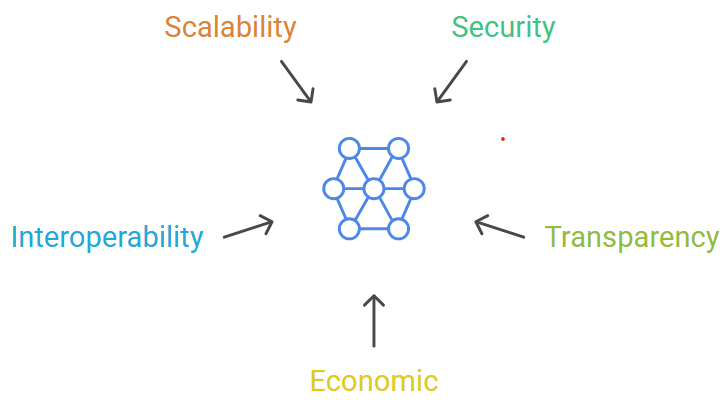 Scalability
Security
Interoperability
Transparency
Economic